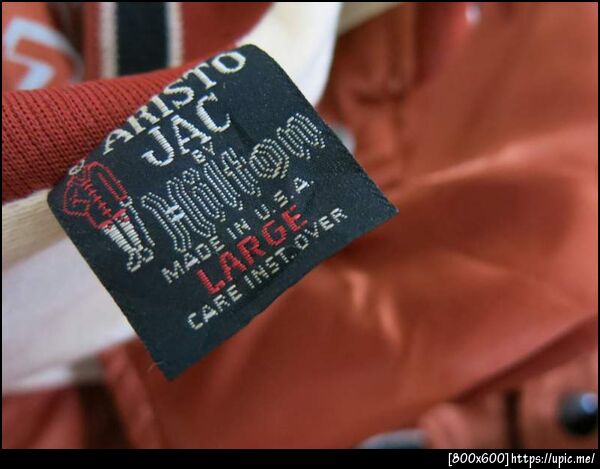 ARISTO
JAC
BY
Hilton
MADE IN U.S.A.
LARGE
CARE INST. OVER
[800x600]https://upic.me/